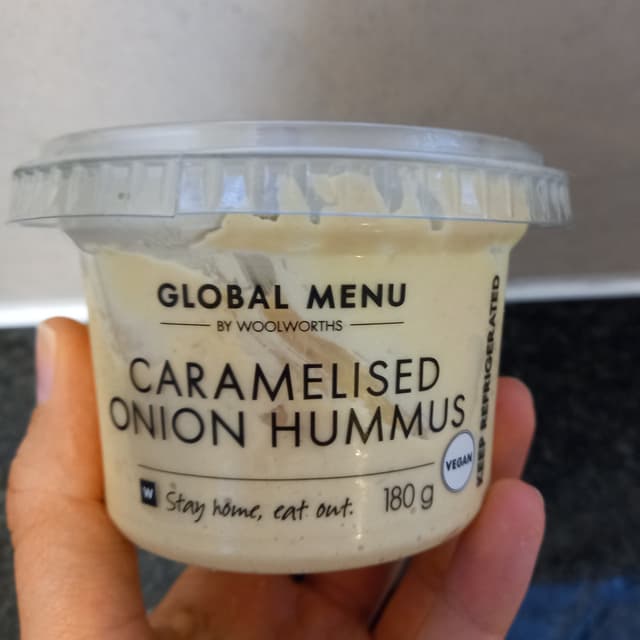 GLOBAL MENU
BY WOOLWORTHS
CARAMELISED
ONION HUMMUS
VEGAN
KEEP REFRIGERATED
W Stay home, eat out. 180 g